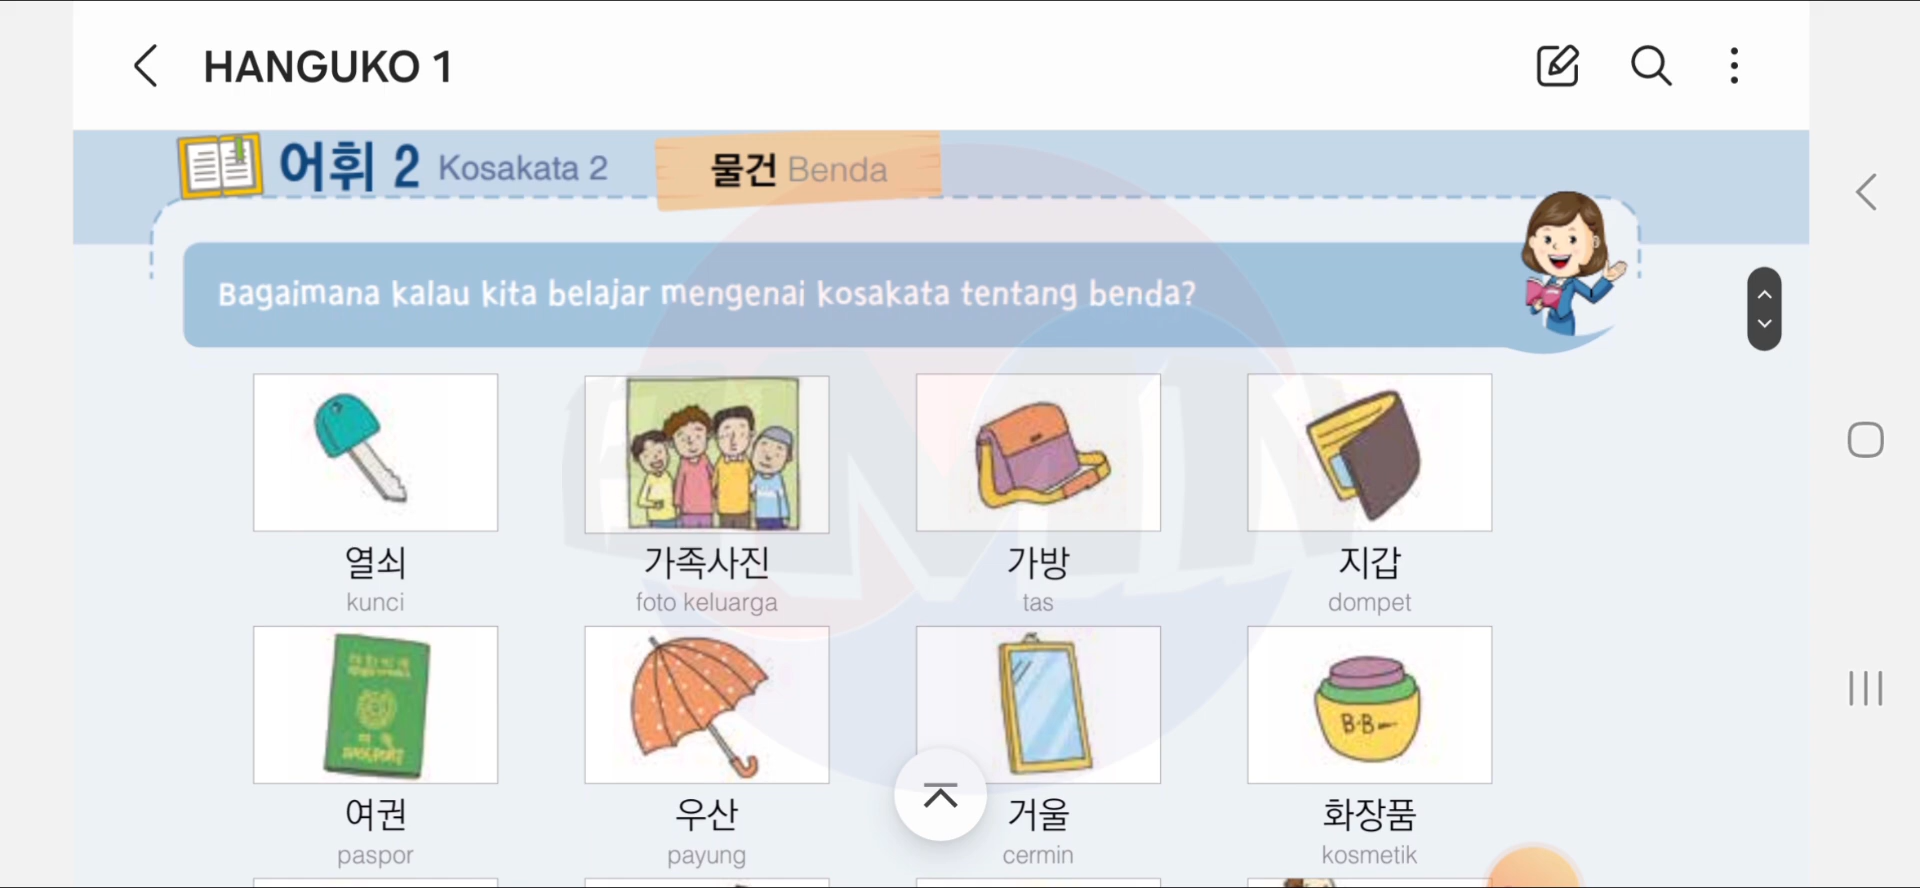 HANGUKO 1
어휘 2 Kosakata 2 물건 Benda
Bagaimana kalau kita belajar mengenai kosakata tentang benda?
열쇠 가족사진 가방 지갑
kunci foto keluarga tas dompet
PASSPORT
B·B
여권 우산 거울 화장품
paspor payung cermin kosmetik